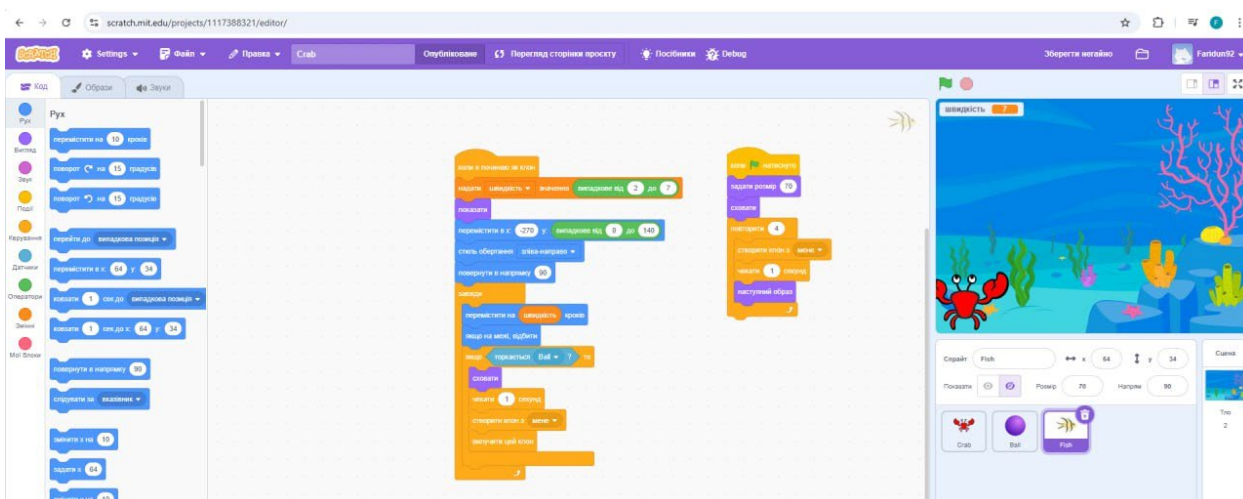 scratch.mit.edu/projects/1117388321/editor/
SCRATCH
Settings
Файл
Правка
Crab
Опубліковане
Перегляд сторінки проєкту
Посібники
Debug
Зберегти негайно
Faridun92
Код
Образи
Звуки
Рух
Вигляд
Звук
Події
Керування
Датчики
Оператори
Змінні
Мої блоки
Рух
перемістити на 10 кроків
поворот на 15 градусів
поворот на 15 градусів
перейти до випадкова позиція
перемістити в x: 64 y: 34
ковзати 1 сек до випадкова позиція
ковзати 1 сек до x: 64 y: 34
повернути в напрямку 90
слідувати за вказівник
змінити x на 10
задати x 64
коли я починаю як клон
надати швидкість значення випадкове від 2 до 7
показати
перемістити в x: -270 y: випадкове від 0 до 140
стиль обертання зліва-направо
повернути в напрямку 90
завжди
перемістити на швидкість кроків
якщо на межі, відбити
якщо торкається Ball ? то
сховати
чекати 1 секунд
створити клон з мене
вилучити цей клон
коли натиснуто
задати розмір 70
сховати
повторити 4
створити клон з мене
чекати 1 секунд
наступний образ
швидкість 7
Спрайт Fish x 64 y 34
Показати Розмір 70 Напрям 90
Crab
Ball
Fish
Сцена
Тло
2